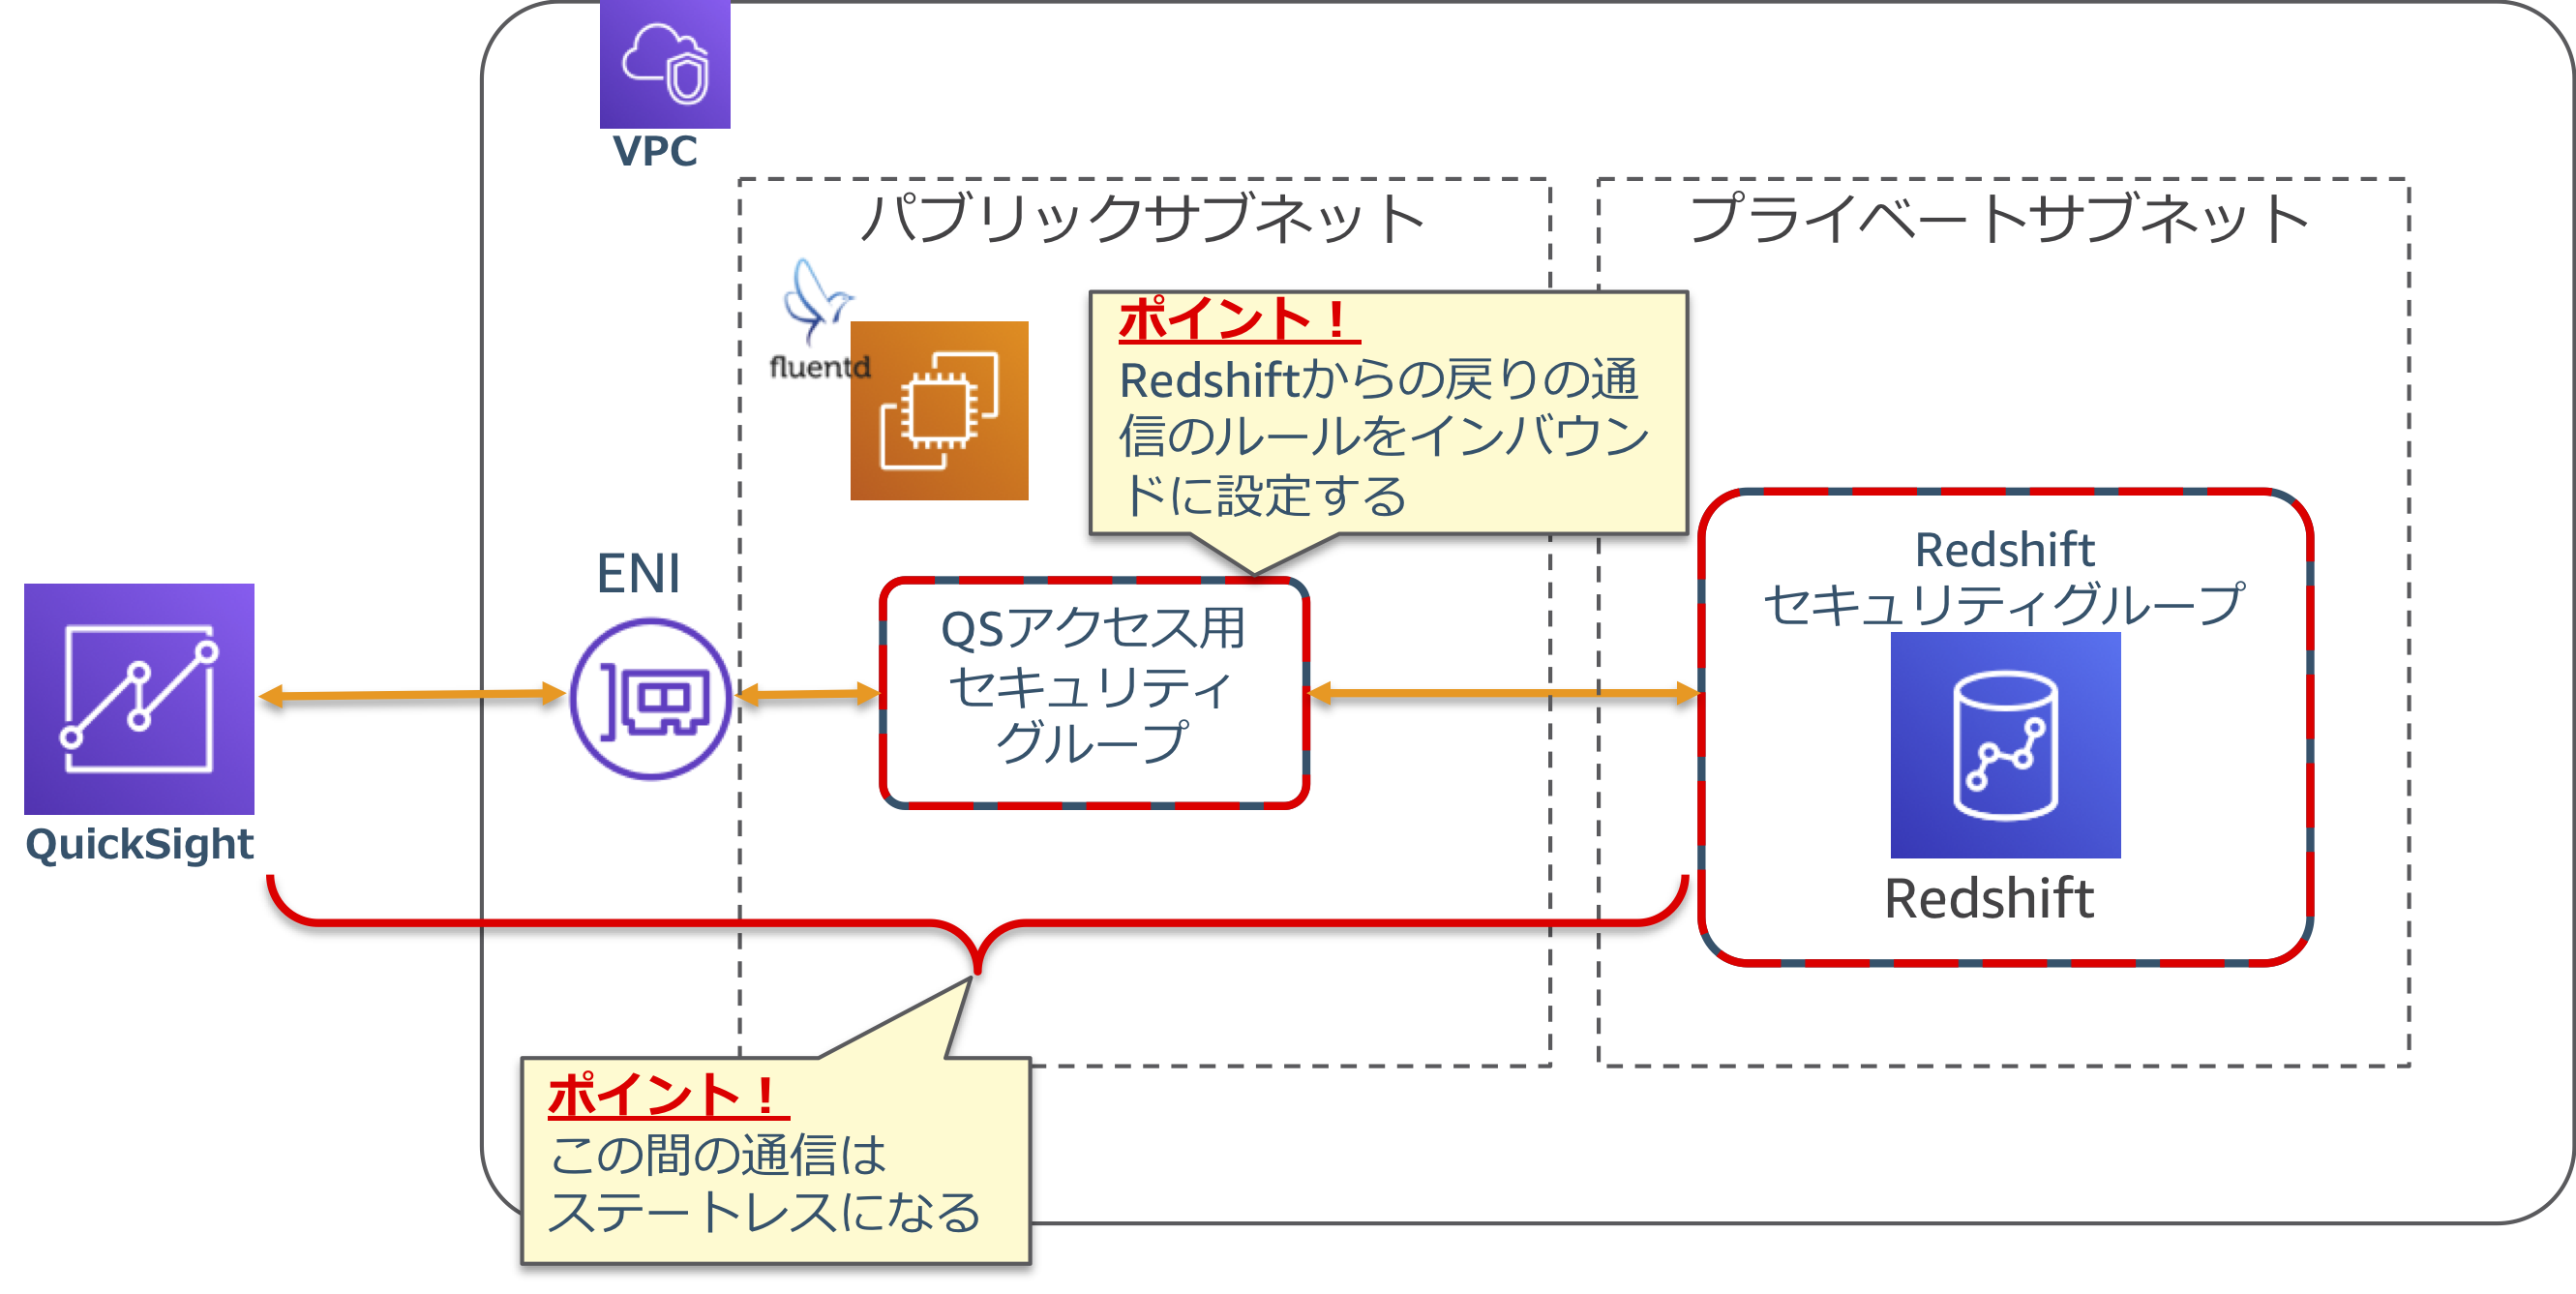 VPC
パブリックサブネット
プライベートサブネット
fluentd
ポイント！
Redshiftからの戻りの通
信のルールをインバウン
ドに設定する
ENI
QSアクセス用
セキュリティ
グループ
Redshift
セキュリティグループ
Redshift
QuickSight
ポイント！
この間の通信は
ステートレスになる